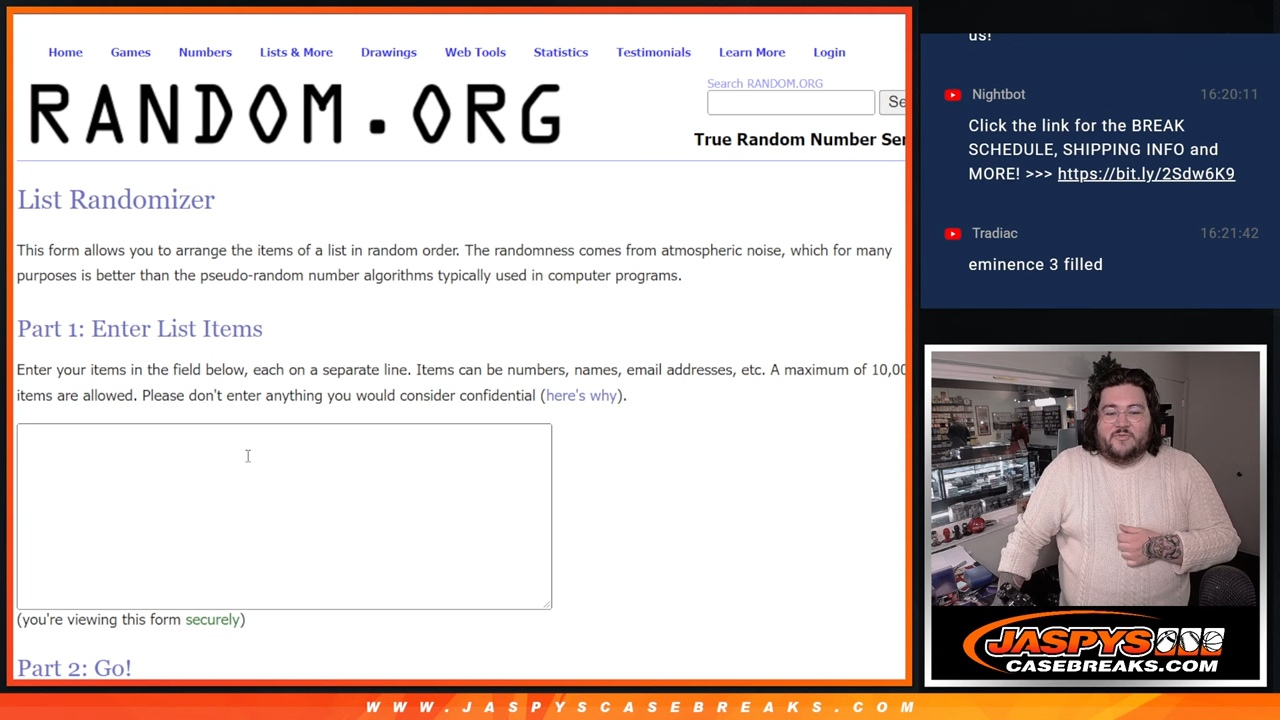 Home Games Numbers Lists & More Drawings Web Tools Statistics Testimonials Learn More Login
RANDOM.ORG
Search RANDOM.ORG
Se
True Random Number Ser
List Randomizer
This form allows you to arrange the items of a list in random order. The randomness comes from atmospheric noise, which for many
purposes is better than the pseudo-random number algorithms typically used in computer programs.
Part 1: Enter List Items
Enter your items in the field below, each on a separate line. Items can be numbers, names, email addresses, etc. A maximum of 10,00
items are allowed. Please don't enter anything you would consider confidential (here's why).
(you're viewing this form securely)
Part 2: Go!
us!
Nightbot 16:20:11
Click the link for the BREAK
SCHEDULE, SHIPPING INFO and
MORE! >>> https://bit.ly/2Sdw6K9
Tradiac 16:21:42
eminence 3 filled
JASPYS
CASEBREAKS.COM
WWW.JASPYSCASEBREAKS.COM